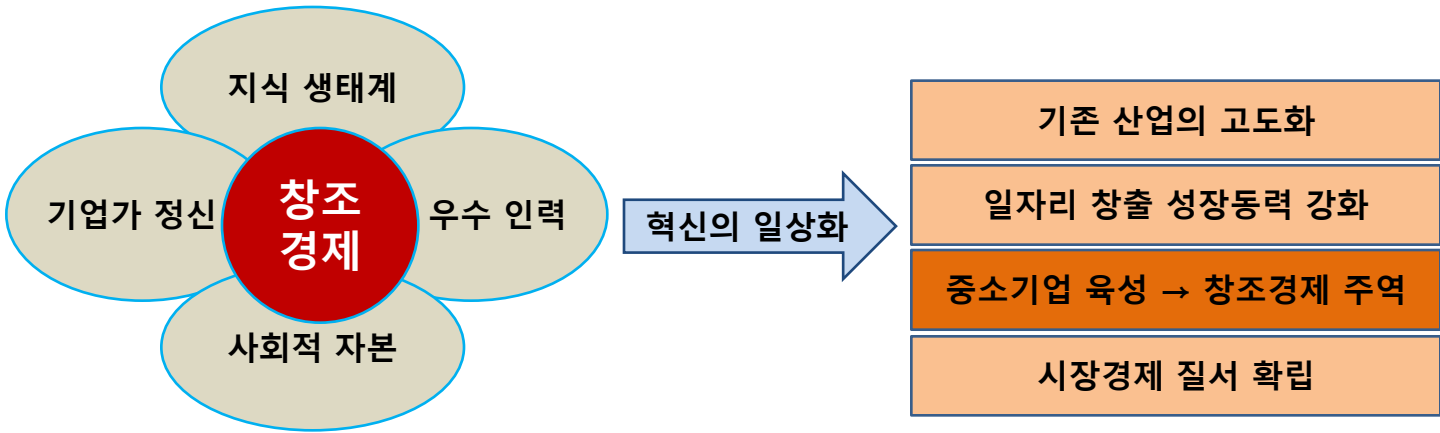 지식 생태계
기업가 정신
창조
경제
우수 인력
사회적 자본
혁신의 일상화
기존 산업의 고도화
일자리 창출 성장동력 강화
중소기업 육성 → 창조경제 주역
시장경제 질서 확립